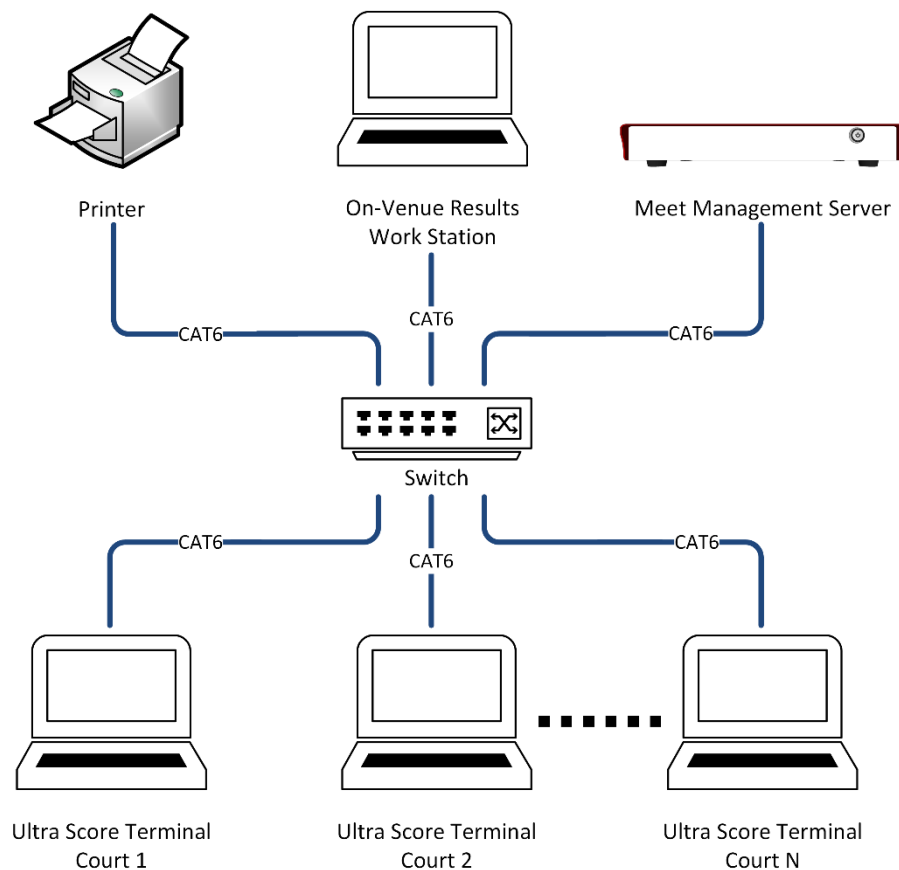 Printer
On-Venue Results
Work Station
Meet Management Server
CAT6
CAT6
CAT6
Switch
CAT6
CAT6
CAT6
Ultra Score Terminal
Court 1
Ultra Score Terminal
Court 2
Ultra Score Terminal
Court N